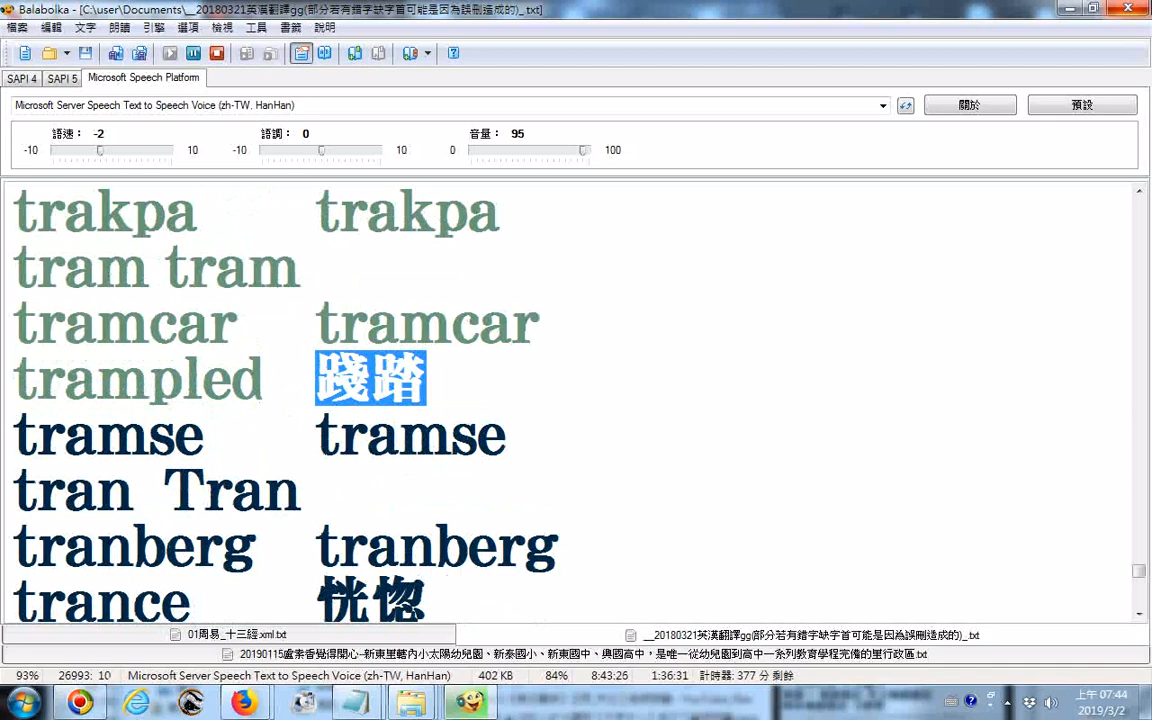 Balabolka - [C:\user\Documents\__20180321英漢翻譯gg(部分若有錯字缺字首可能是因為誤刪造成的)_.txt]
檔案 編輯 文字 朗讀 引擎 選項 檢視 工具 書籤 說明
SAPI 4 SAPI 5 Microsoft Speech Platform
Microsoft Server Speech Text to Speech Voice (zh-TW, HanHan) 關於 預設
語速： -2 語調： 0 音量： 95
-10 10 -10 10 0 100
trakpa trakpa
tram tram
tramcar tramcar
trampled 踐踏
tramse tramse
tran Tran
tranberg tranberg
trance 恍惚
01周易_十三經.xml.txt __20180321英漢翻譯gg(部分若有錯字缺字首可能是因為誤刪造成的)_.txt
20190115盧素香覺得開心-新東里轄內小太陽幼兒園、新泰國小、新東國中、興國高中，是唯一從幼兒園到高中一系列教育學程完備的里行政區.txt
93% 26993: 10 Microsoft Server Speech Text to Speech Voice (zh-TW, HanHan) 402 KB 84% 8:43:26 1:36:31 計時器: 377 分 剩餘
上午 07:44
2019/3/2